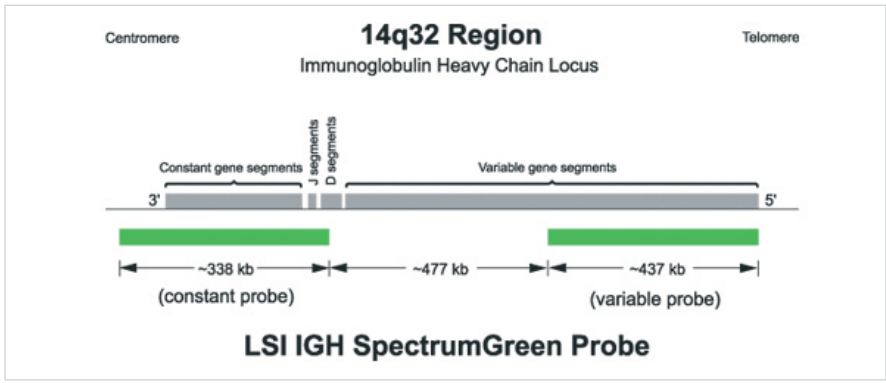 Centromere
14q32 Region
Telomere
Immunoglobulin Heavy Chain Locus
Constant gene segments
J segments
D segments
Variable gene segments
3'
5'
~338 kb
~477 kb
~437 kb
(constant probe)
(variable probe)
LSI IGH SpectrumGreen Probe